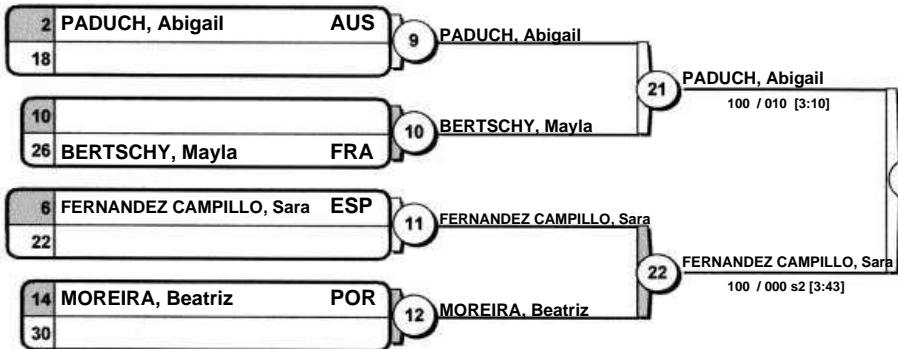 2 PADUCH, Abigail AUS
18
9 PADUCH, Abigail
10
26 BERTSCHY, Mayla FRA
10 BERTSCHY, Mayla
21 PADUCH, Abigail
100 / 010 [3:10]
6 FERNANDEZ CAMPILLO, Sara ESP
22
11 FERNANDEZ CAMPILLO, Sara
14 MOREIRA, Beatriz POR
30
12 MOREIRA, Beatriz
22 FERNANDEZ CAMPILLO, Sara
100 / 000 s2 [3:43]